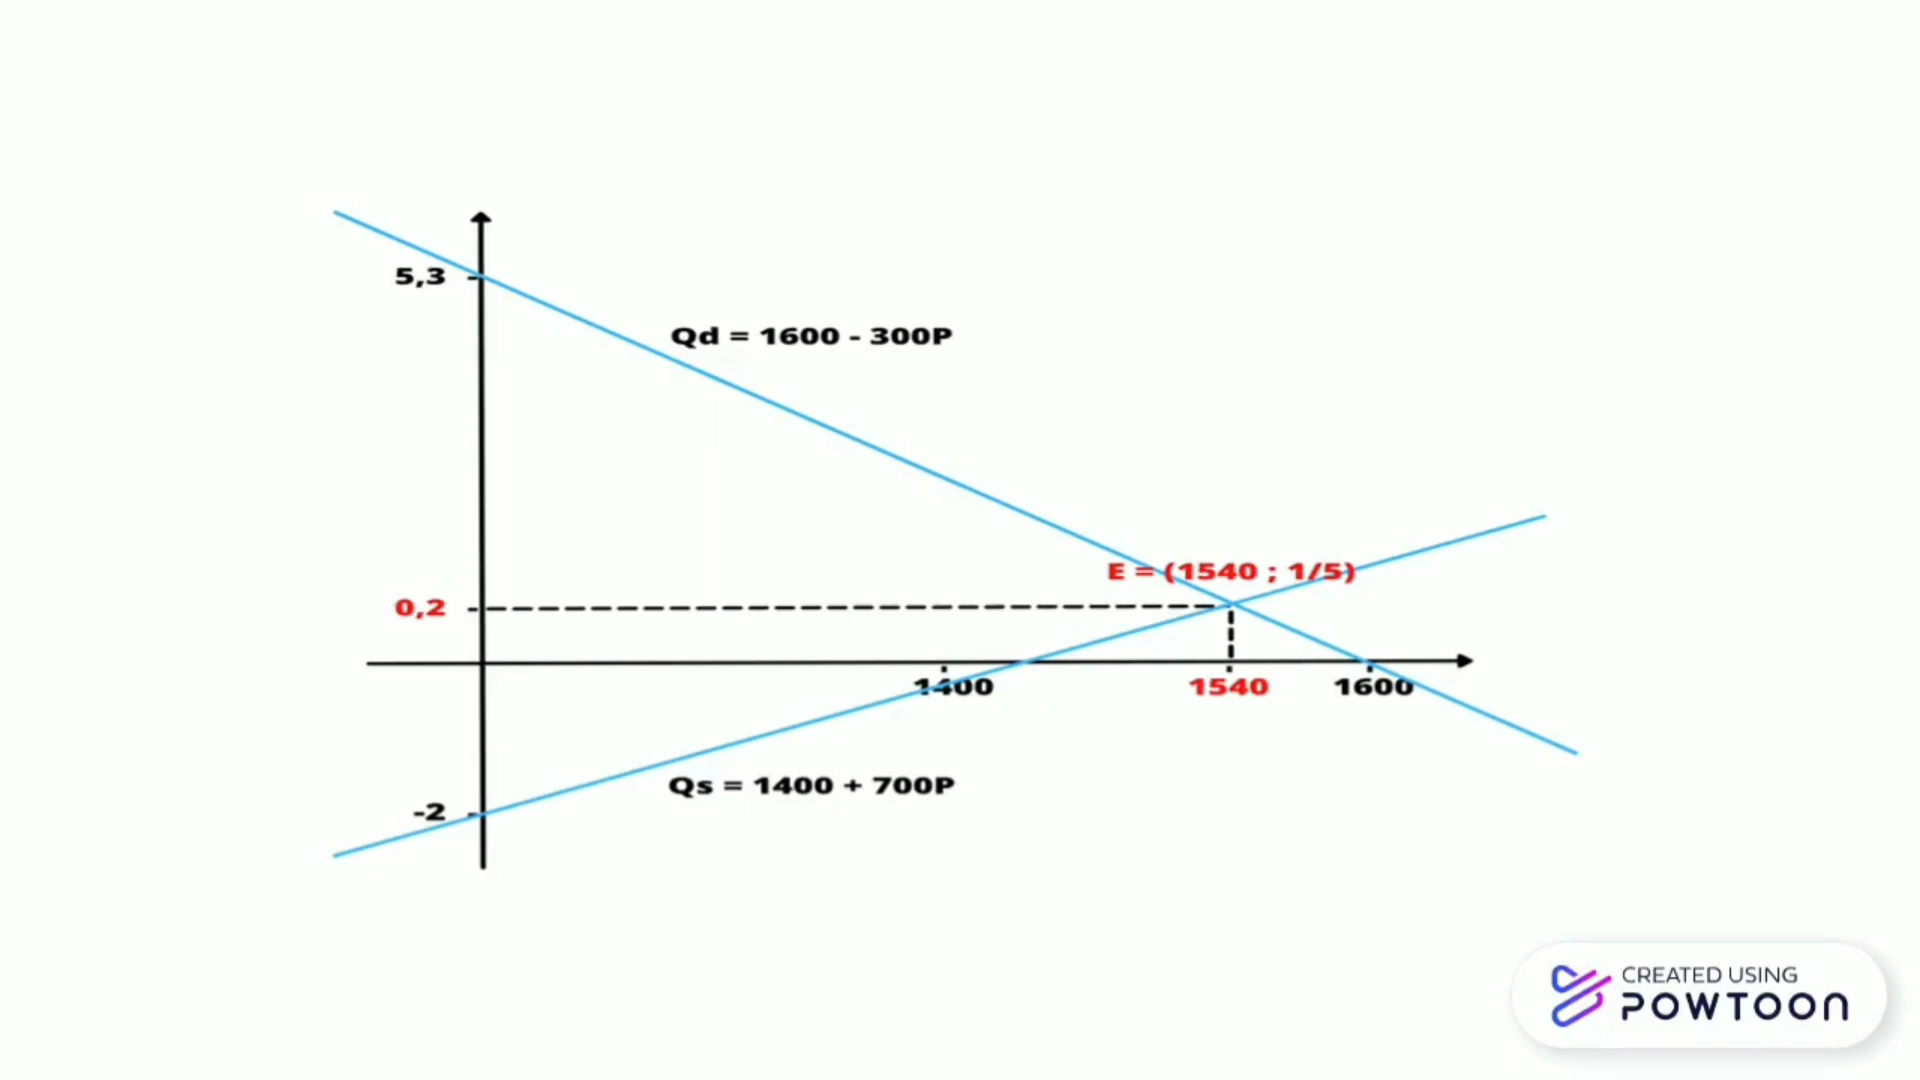 5,3
Qd = 1600 - 300P
E = (1540 ; 1/5)
0,2
1400
1540
1600
Qs = 1400 + 700P
-2
CREATED USING
POWTOON